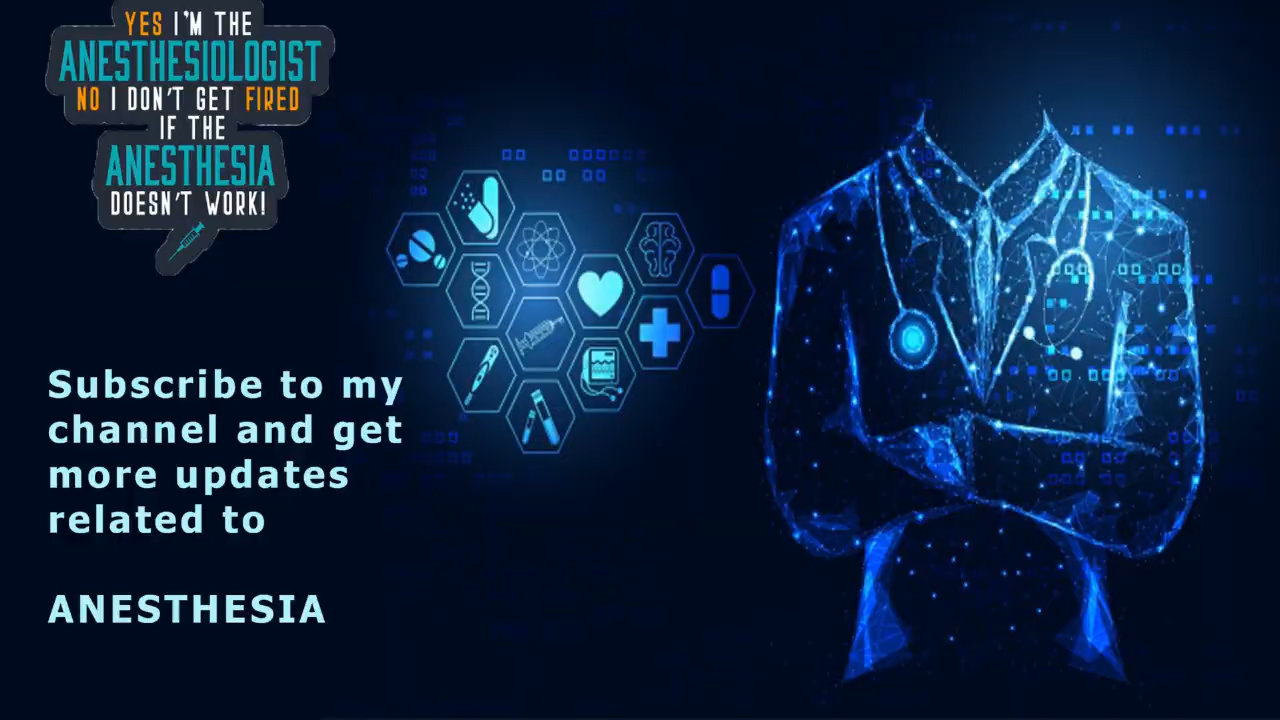 YES I'M THE
ANESTHESIOLOGIST
NO I DON'T GET FIRED
IF THE
ANESTHESIA
DOESN'T WORK!
Subscribe to my
channel and get
more updates
related to
ANESTHESIA